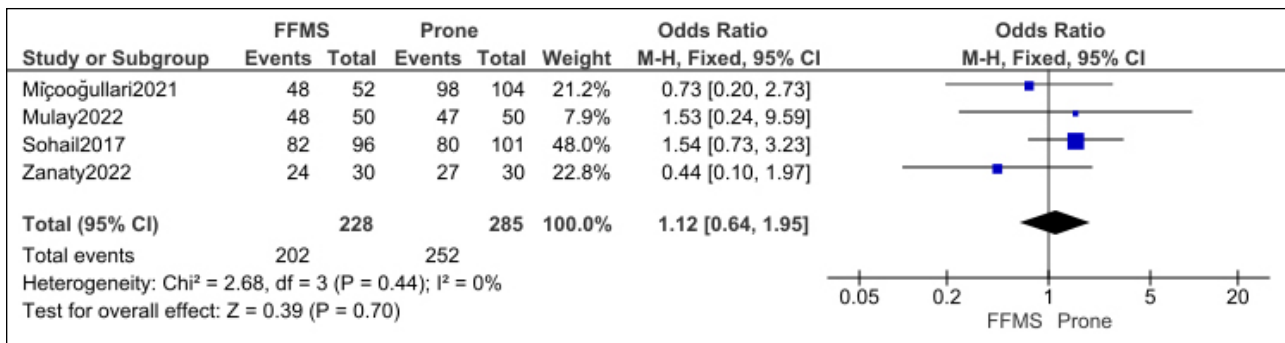 FFMS Prone Odds Ratio Odds Ratio
Study or Subgroup Events Total Events Total Weight M-H, Fixed, 95% CI M-H, Fixed, 95% CI
Miçooğullari2021 48 52 98 104 21.2% 0.73 [0.20, 2.73]
Mulay2022 48 50 47 50 7.9% 1.53 [0.24, 9.59]
Sohail2017 82 96 80 101 48.0% 1.54 [0.73, 3.23]
Zanaty2022 24 30 27 30 22.8% 0.44 [0.10, 1.97]
Total (95% CI) 228 285 100.0% 1.12 [0.64, 1.95]
Total events 202 252
Heterogeneity: Chi² = 2.68, df = 3 (P = 0.44); I² = 0%
Test for overall effect: Z = 0.39 (P = 0.70)
0.05 0.2 1 5 20
FFMS Prone